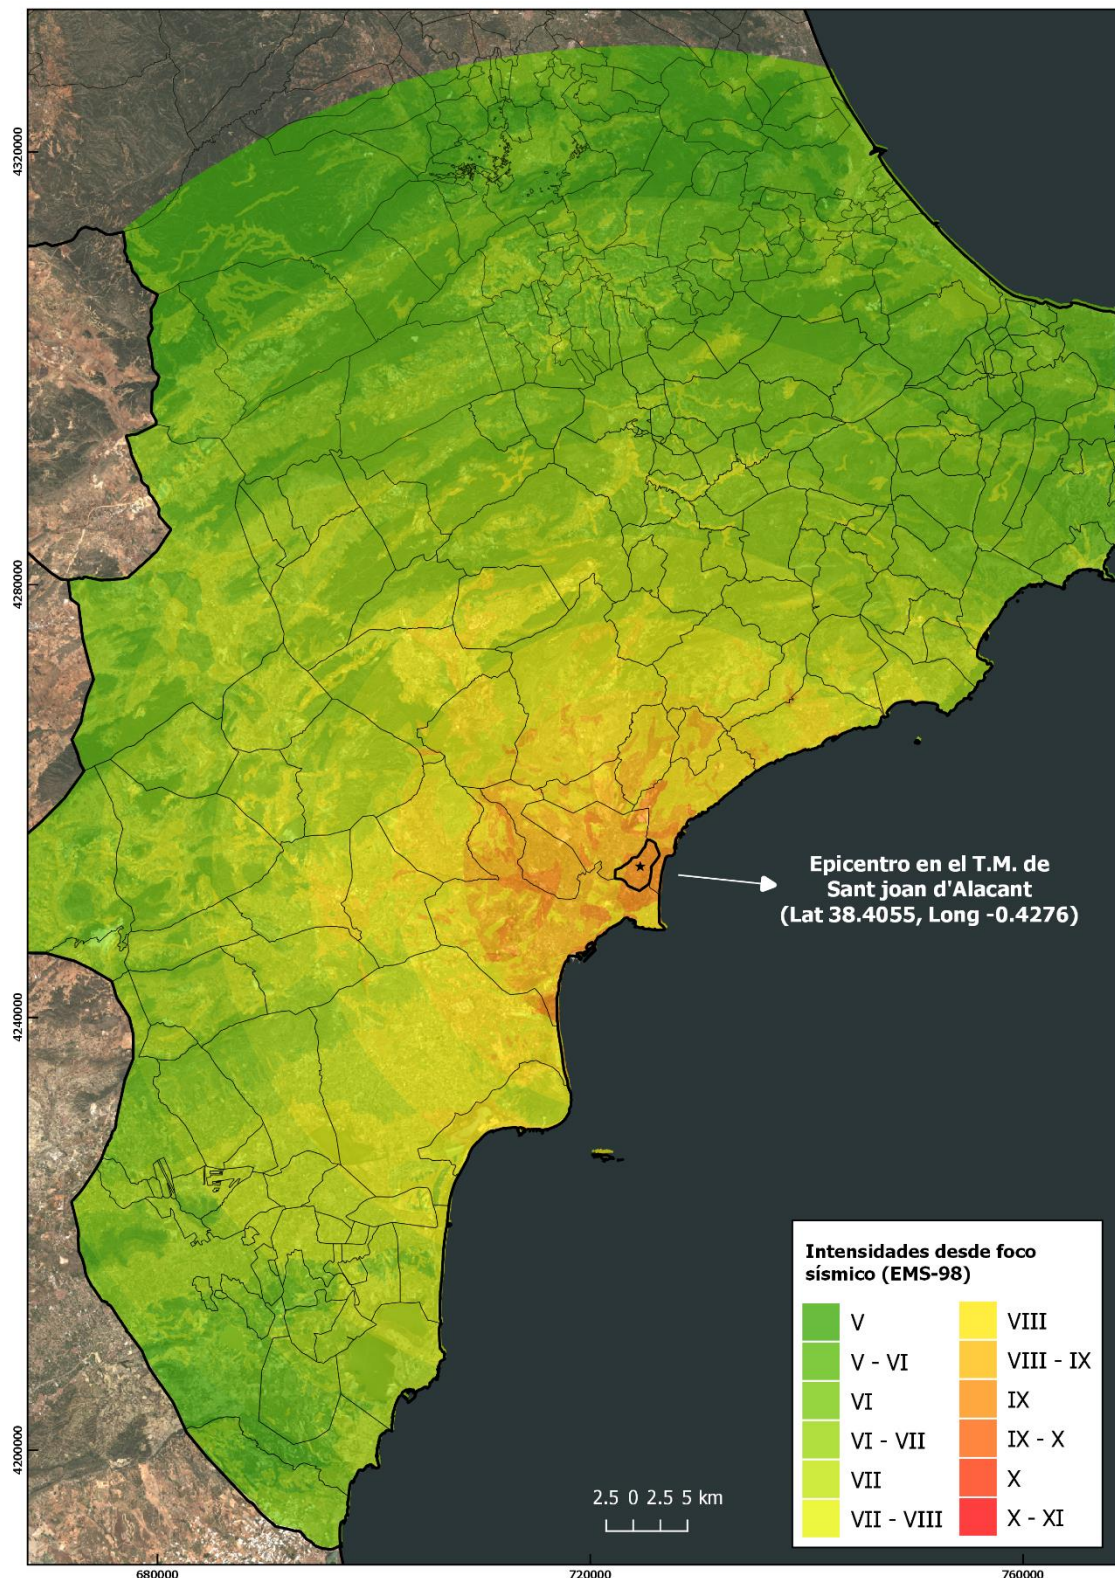 4320000
4280000
4240000
4200000
Epicentro en el T.M. de
Sant joan d'Alacant
(Lat 38.4055, Long -0.4276)
Intensidades desde foco
sísmico (EMS-98)
V
V - VI
VI
VI - VII
VII
VII - VIII
VIII
VIII - IX
IX
IX - X
X
X - XI
2.5 0 2.5 5 km
680000
720000
760000